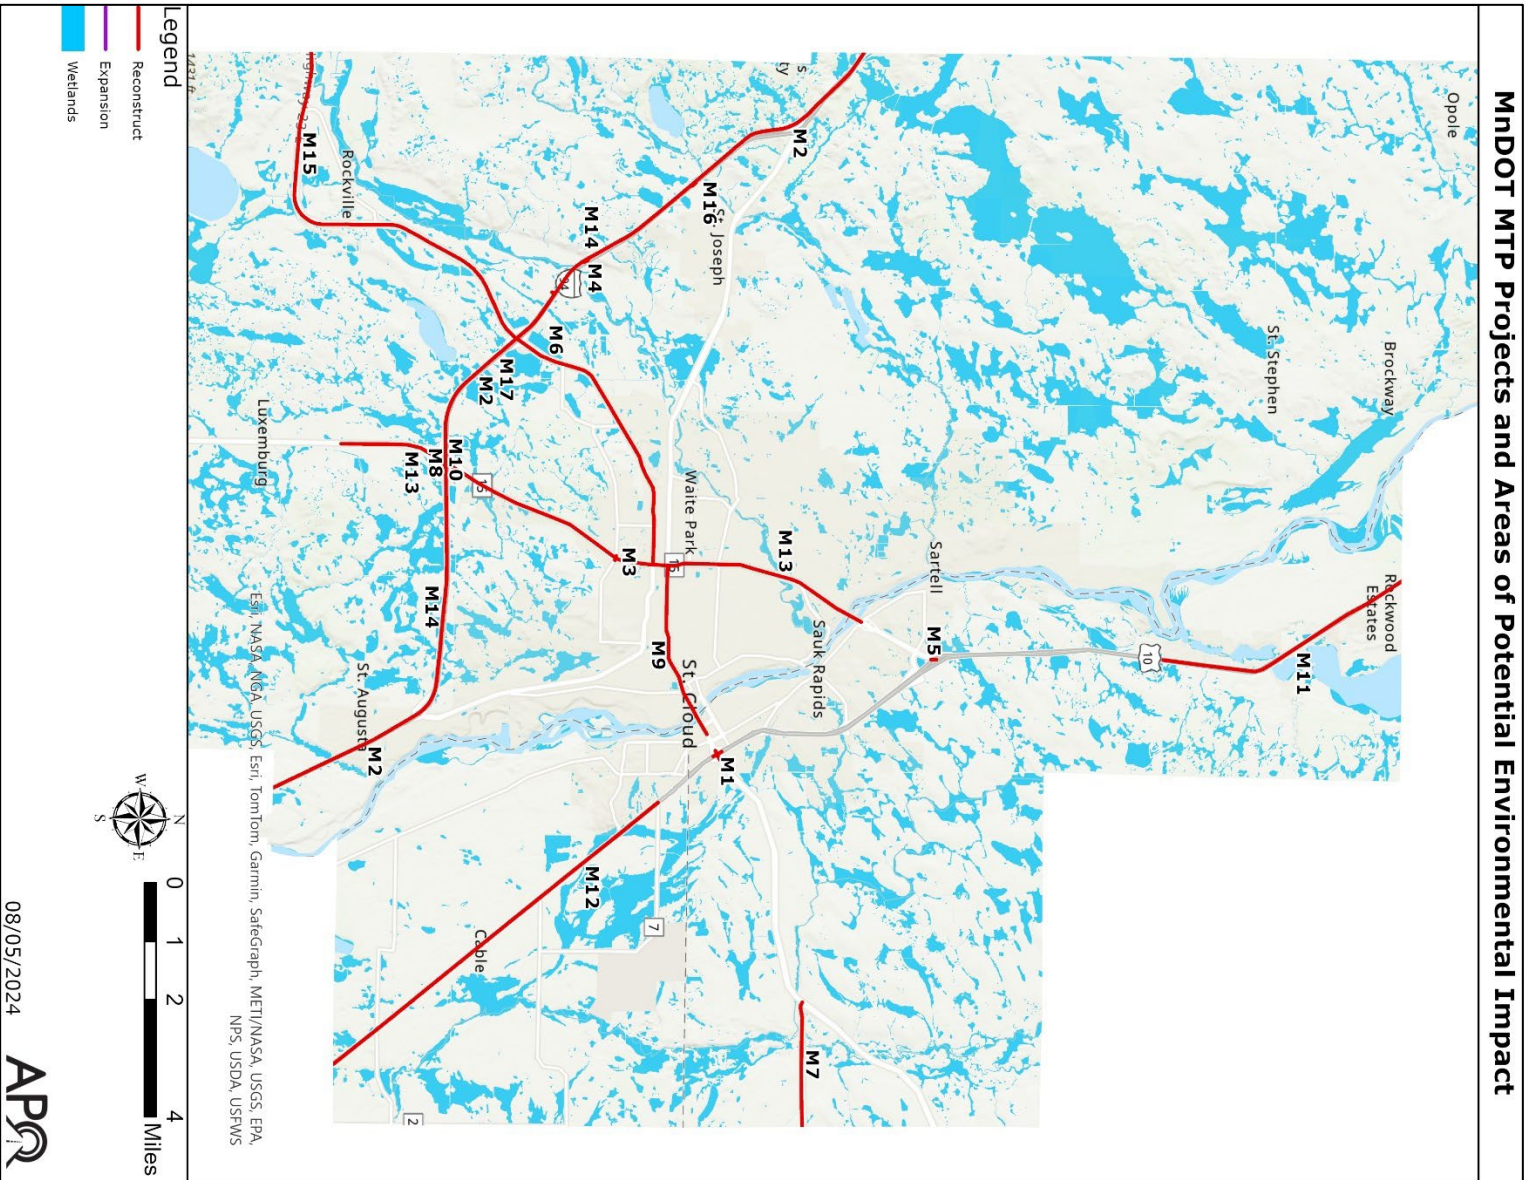 MnDOT MTP Projects and Areas of Potential Environmental Impact
Opole
Brockway
Rockwood
Estates
M11
10
St. Stephen
Sartell
M5
s
ty
M2
M16
St. Joseph
M13
Sauk Rapids
M7
Waite Park
15
M14
M4
94
M6
M3
M9
St. Cloud
M1
M17
M2
M12
7
Rockville
M15
M10
15
M8
M13
M14
Cable
Luxemburg
St. Augusta
M2
2
1431 ft
Esri, NASA, NGA, USGS, Esri, TomTom, Garmin, SafeGraph, METI/NASA, USGS, EPA,
NPS, USDA, USFWS
Legend
Reconstruct
Expansion
Wetlands
N
W
E
S
0 1 2 4
Miles
08/05/2024
APO